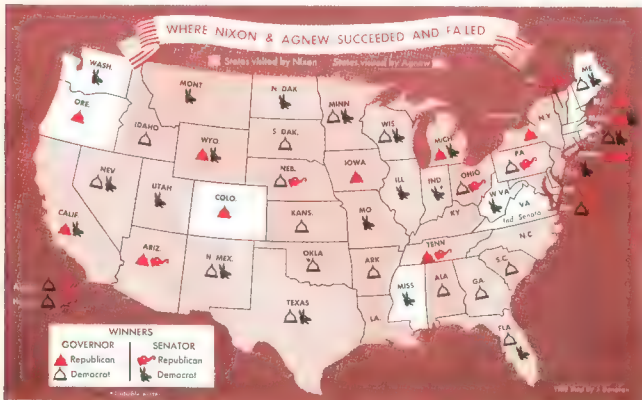 WHERE NIXON & AGNEW SUCCEEDED AND FAILED
States visited by Nixon States visited by Agnew
WASH.
ORE.
CALIF.
NEV.
IDAHO
MONT
WYO.
UTAH
COLO.
ARIZ.
N MEX.
N DAK
S DAK.
NEB.
KANS.
OKLA
TEXAS
MINN
IOWA
MO
ARK
LA.
WIS
ILL
MICH
IND
OHIO
KY
TENN
MISS
ALA
GA
FLA
S.C.
N.C
VA
W VA
PA
N.Y
ME
WINNERS
GOVERNOR SENATOR
Republican Republican
Democrat Democrat